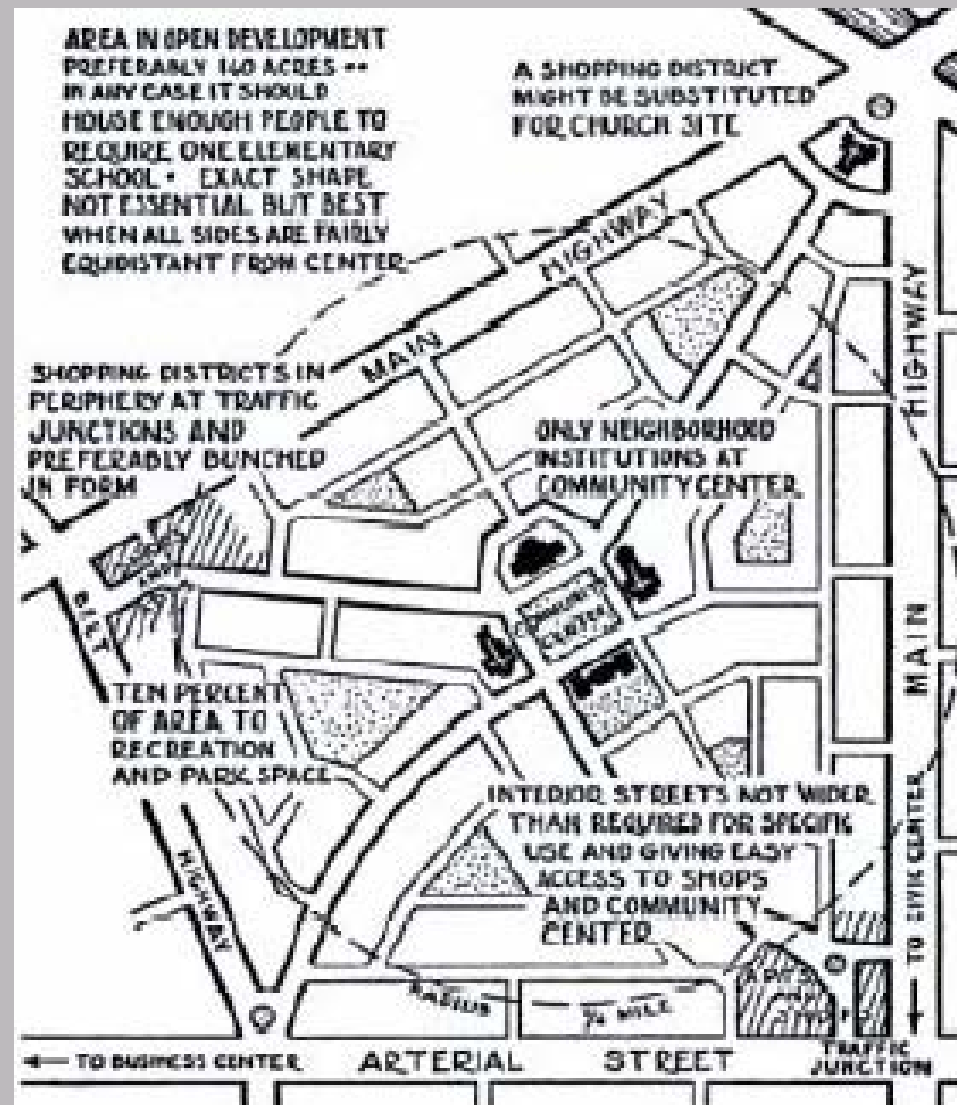 AREA IN OPEN DEVELOPMENT
PREFERABLY 160 ACRES --
IN ANY CASE IT SHOULD
HOUSE ENOUGH PEOPLE TO
REQUIRE ONE ELEMENTARY
SCHOOL • EXACT SHAPE
NOT ESSENTIAL BUT BEST
WHEN ALL SIDES ARE FAIRLY
EQUIDISTANT FROM CENTER
A SHOPPING DISTRICT
MIGHT BE SUBSTITUTED
FOR CHURCH SITE
MAIN HIGHWAY
SHOPPING DISTRICTS IN
PERIPHERY AT TRAFFIC
JUNCTIONS AND
PREFERABLY BUNCHED
IN FORM
ONLY NEIGHBORHOOD
INSTITUTIONS AT
COMMUNITY CENTER
HIGHWAY
MAIN
COMMUNITY
CENTER
TEN PERCENT
OF AREA TO
RECREATION
AND PARK SPACE
INTERIOR STREETS NOT WIDER
THAN REQUIRED FOR SPECIFIC
USE AND GIVING EASY
ACCESS TO SHOPS
AND COMMUNITY
CENTER
HIGHWAY
TO CIVIC CENTER
RADIUS
MILE
TO BUSINESS CENTER
ARTERIAL STREET
TRAFFIC
JUNCTION